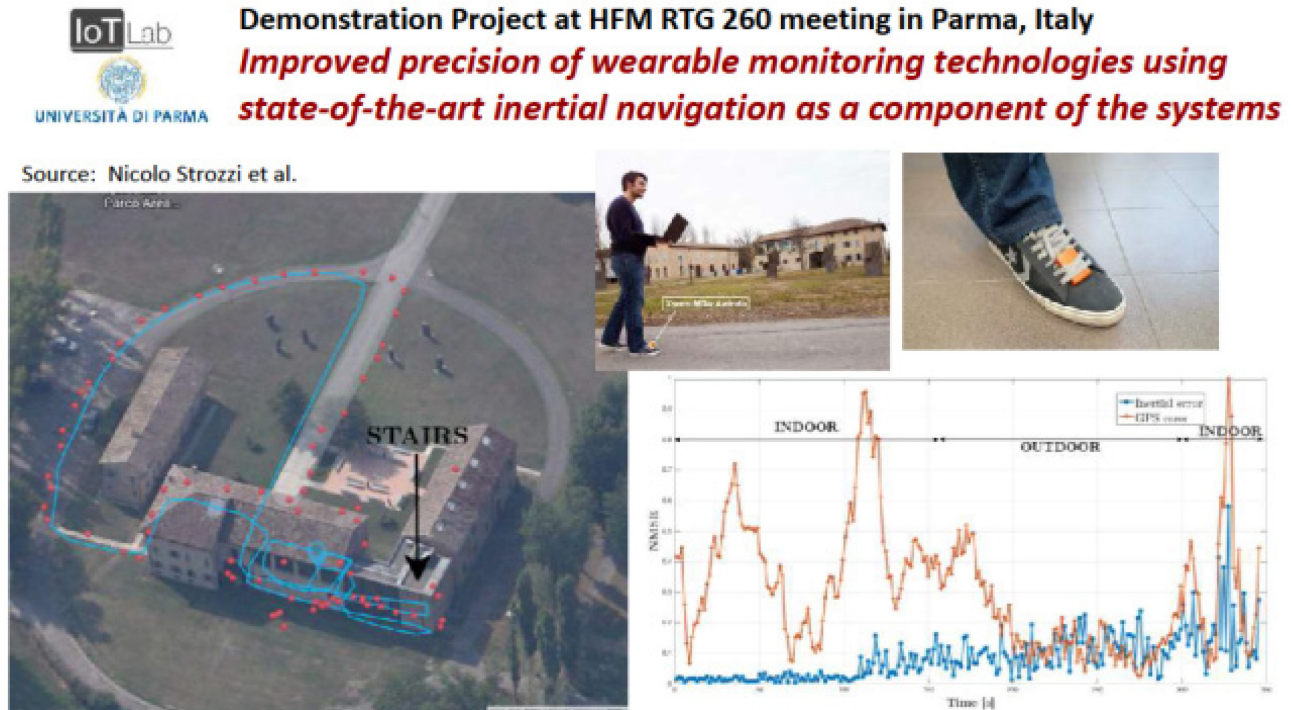 IoT Lab
UNIVERSITÀ DI PARMA
Demonstration Project at HFM RTG 260 meeting in Parma, Italy
Improved precision of wearable monitoring technologies using
state-of-the-art inertial navigation as a component of the systems
Source: Nicolo Strozzi et al.
STAIRS
Inertial error
GPS error
INDOOR
OUTDOOR
INDOOR
NMSE
Time [s]